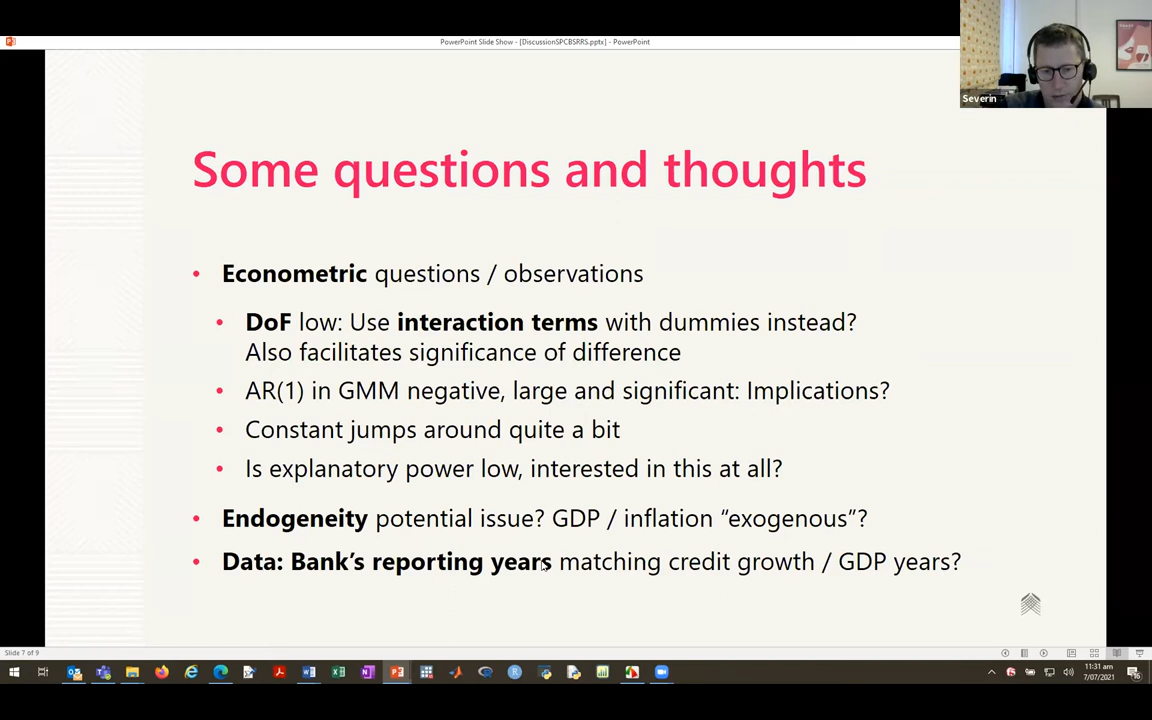 PowerPoint Slide Show - [DiscussionSPCBSRRS.pptx] - PowerPoint
Severin
Some questions and thoughts
• Econometric questions / observations
• DoF low: Use interaction terms with dummies instead?
Also facilitates significance of difference
• AR(1) in GMM negative, large and significant: Implications?
• Constant jumps around quite a bit
• Is explanatory power low, interested in this at all?
• Endogeneity potential issue? GDP / inflation “exogenous”?
• Data: Bank’s reporting years matching credit growth / GDP years?
Slide 7 of 9
11:31 am
7/07/2021